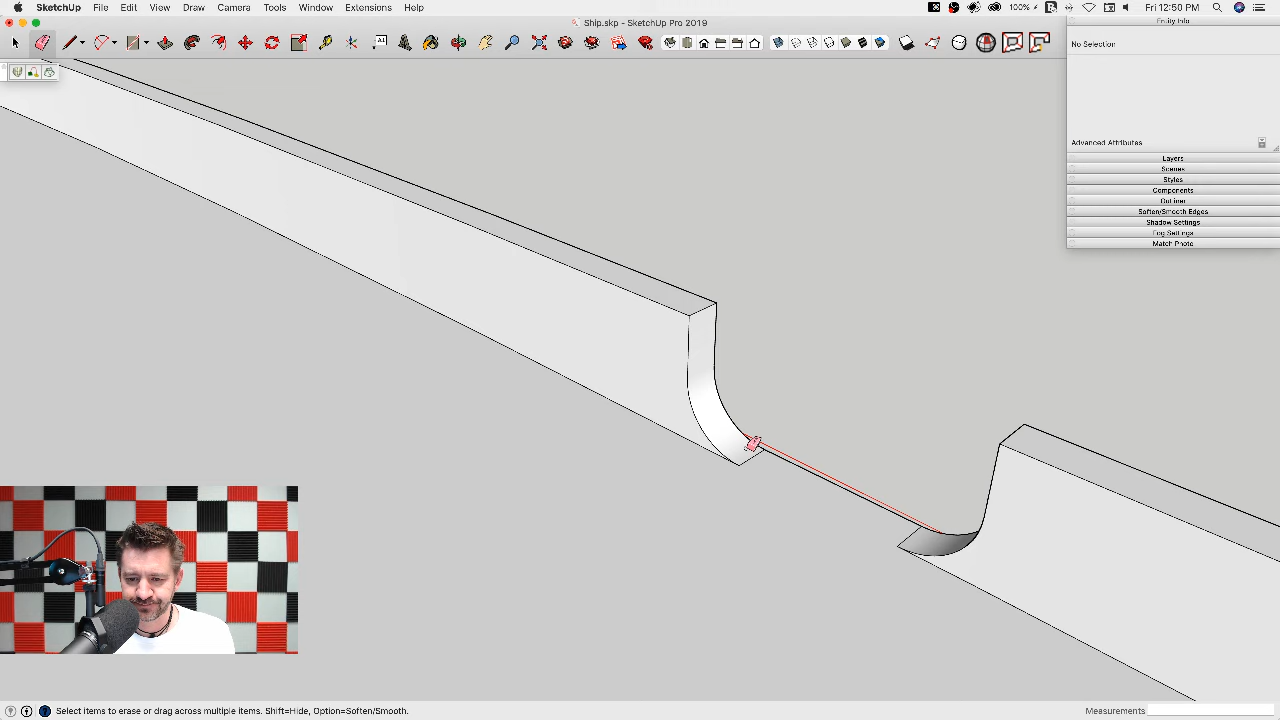 SketchUp File Edit View Draw Camera Tools Window Extensions Help 100% Fri 12:50 PM
Ship.skp - SketchUp Pro 2019
Entity Info
No Selection
Advanced Attributes
Layers
Scenes
Styles
Components
Outliner
Soften/Smooth Edges
Shadow Settings
Fog Settings
Match Photo
Select items to erase or drag across multiple items. Shift=Hide, Option=Soften/Smooth.
Measurements